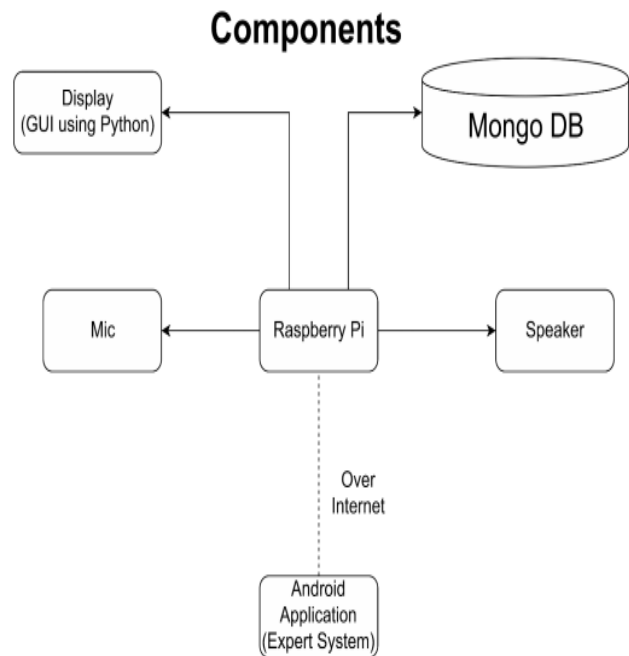 Components
Display
(GUI using Python)
Mongo DB
Mic
Raspberry Pi
Speaker
Over
Internet
Android
Application
(Expert System)